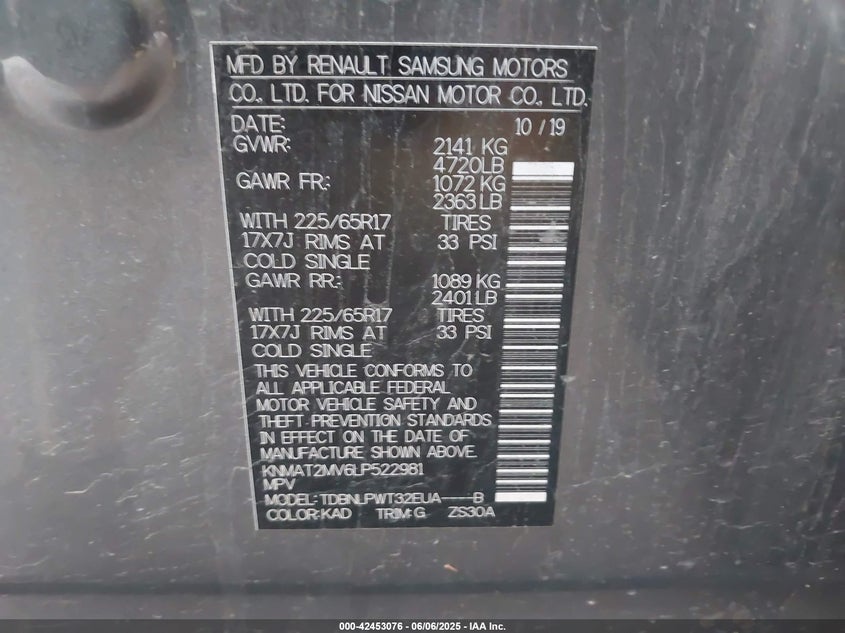 MFD BY RENAULT SAMSUNG MOTORS
CO., LTD. FOR NISSAN MOTOR CO., LTD.
DATE: 10 / 19
GVWR: 2141 KG
4720LB
GAWR FR: 1072 KG
2363 LB
WITH 225/65R17 TIRES
17X7J RIMS AT 33 PSI
COLD SINGLE
GAWR RR: 1089 KG
2401 LB
WITH 225/65R17 TIRES
17X7J RIMS AT 33 PSI
COLD SINGLE
THIS VEHICLE CONFORMS TO
ALL APPLICABLE FEDERAL
MOTOR VEHICLE SAFETY AND
THEFT PREVENTION STANDARDS
IN EFFECT ON THE DATE OF
MANUFACTURE SHOWN ABOVE.
KNMAT2MV6LP522981
MPV
MODEL: TDBNLPWT32EUA----B
COLOR: KAD TRIM: G ZS30A
000-42453076 - 06/06/2025 - IAA Inc.